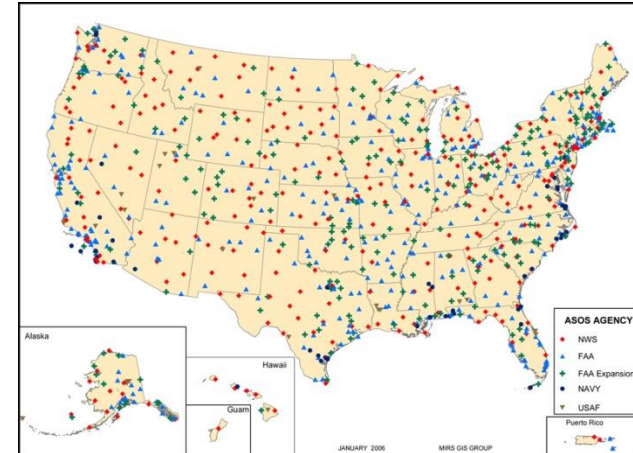 ASOS AGENCY
NWS
FAA
FAA Expansion
NAVY
USAF
Alaska
Hawaii
Guam
Puerto Rico
JANUARY 2006
MIRS GIS GROUP